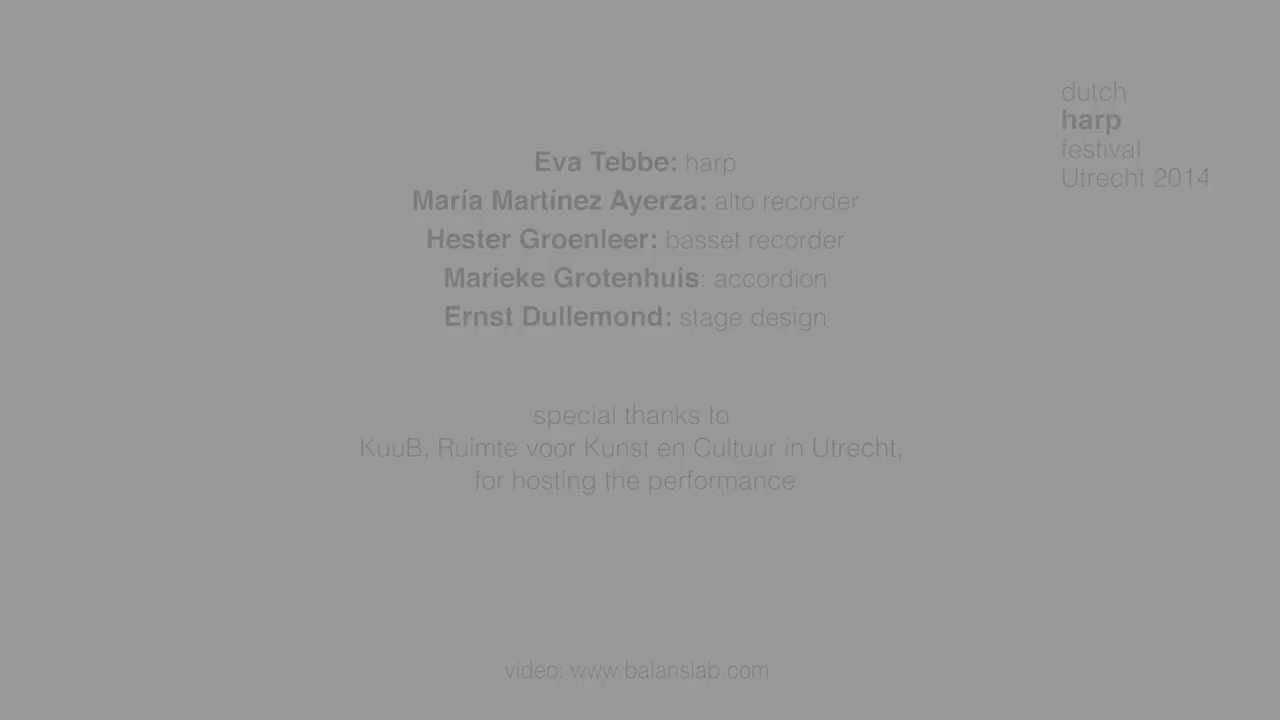 dutch
harp
festival
Utrecht 2014
Eva Tebbe: harp
María Martínez Ayerza: alto recorder
Hester Groenleer: basset recorder
Marieke Grotenhuis: accordion
Ernst Dullemond: stage design
special thanks to
KuuB, Ruimte voor Kunst en Cultuur in Utrecht,
for hosting the performance
video: www.balanslab.com